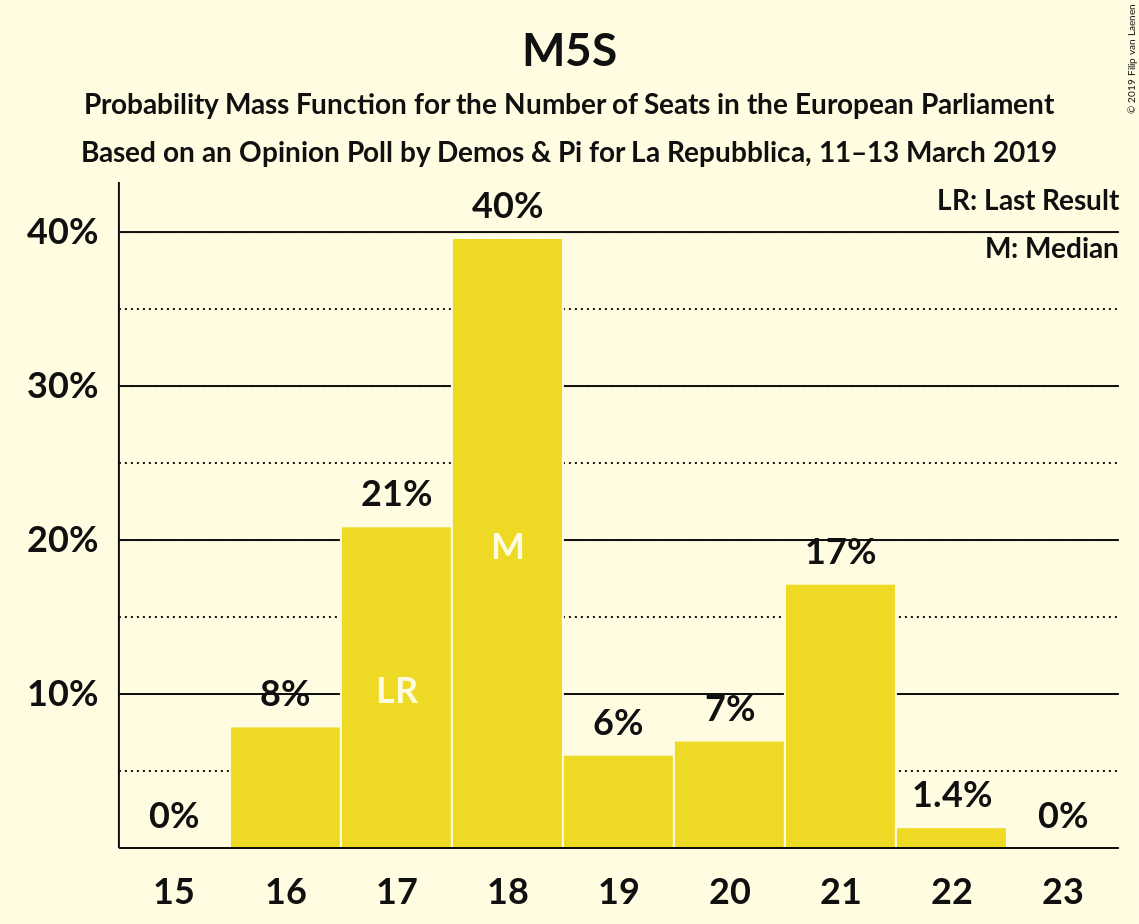 M5S
Probability Mass Function for the Number of Seats in the European Parliament
Based on an Opinion Poll by Demos & Pi for La Repubblica, 11–13 March 2019
© 2019 Filip van Laenen
LR: Last Result
M: Median
40%
30%
20%
10%
0%
8%
21%
40%
6%
7%
17%
1.4%
0%
LR
M
15 16 17 18 19 20 21 22 23